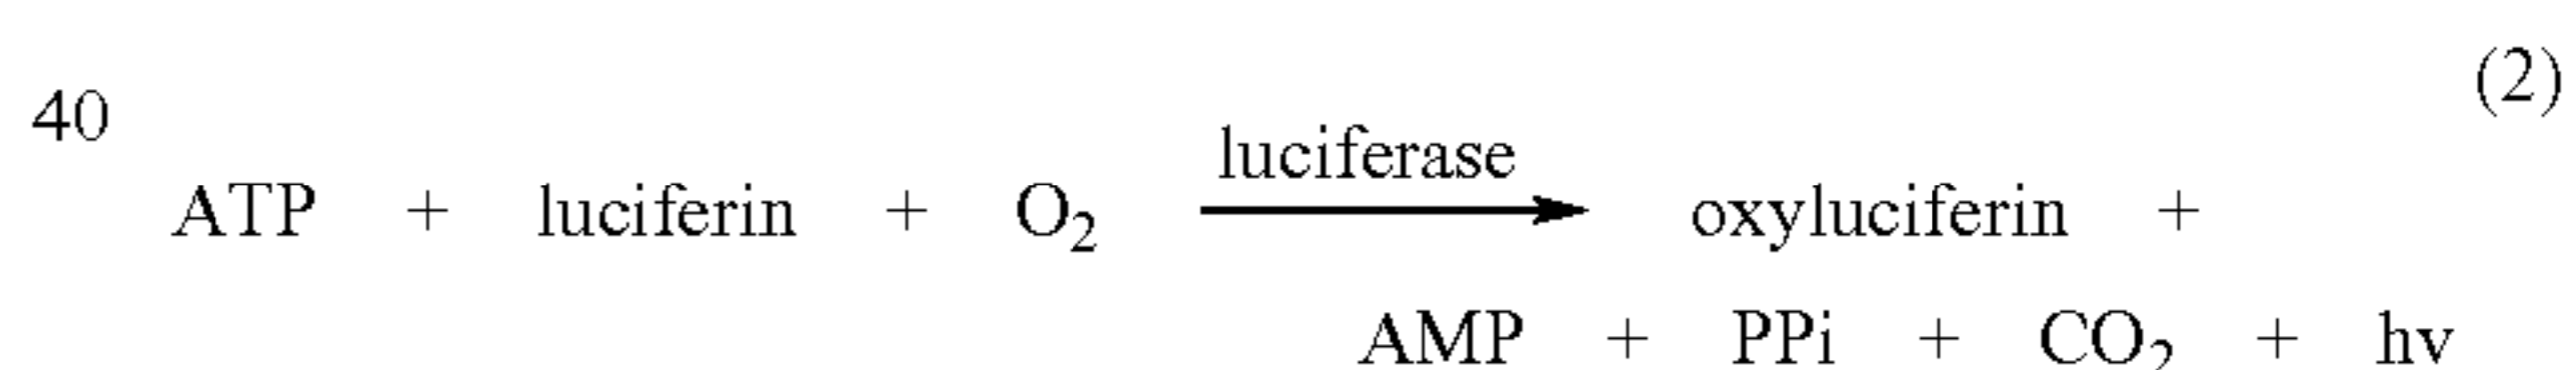 (2)
40
luciferase
ATP + luciferin + O₂ ⟶ oxyluciferin +
AMP + PPi + CO₂ + hv